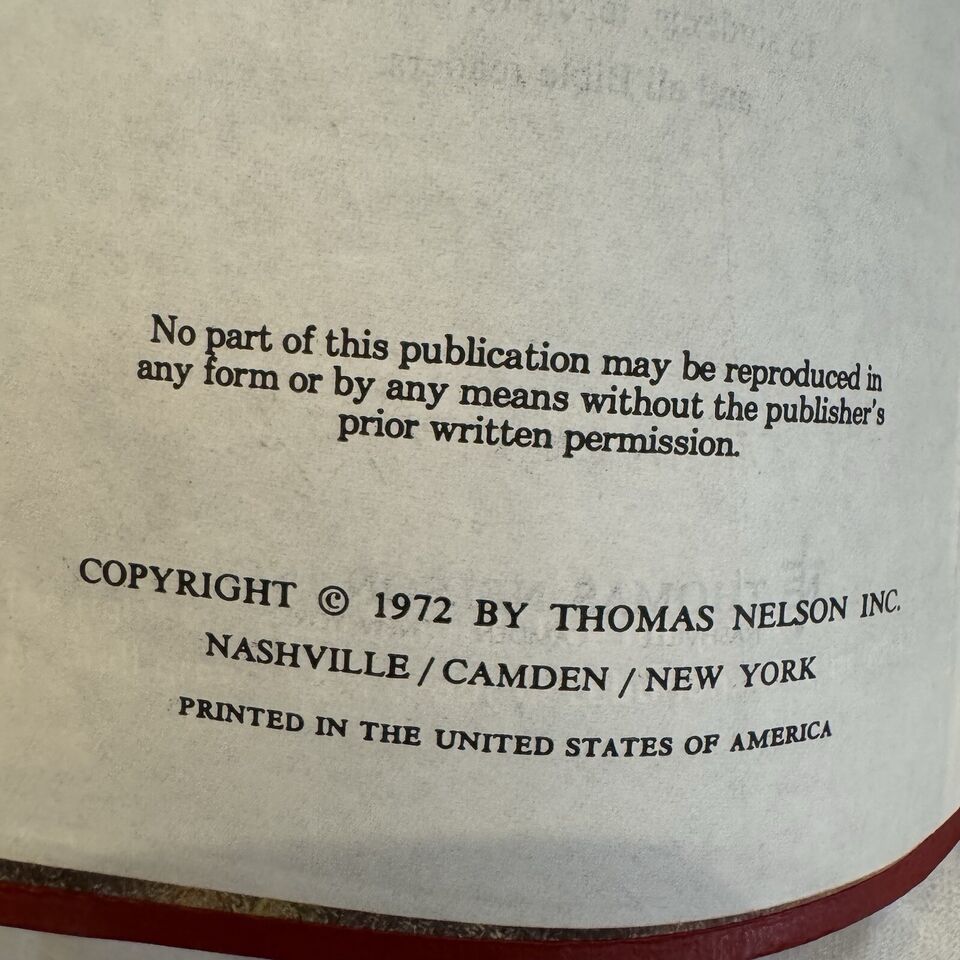 No part of this publication may be reproduced in
any form or by any means without the publisher's
prior written permission.
COPYRIGHT © 1972 BY THOMAS NELSON INC.
NASHVILLE / CAMDEN / NEW YORK
PRINTED IN THE UNITED STATES OF AMERICA